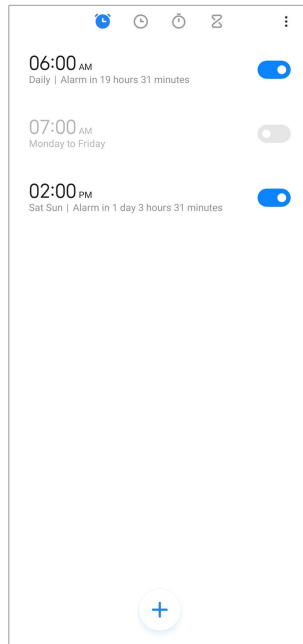 06:00 AM
Daily | Alarm in 19 hours 31 minutes
07:00 AM
Monday to Friday
02:00 PM
Sat Sun | Alarm in 1 day 3 hours 31 minutes